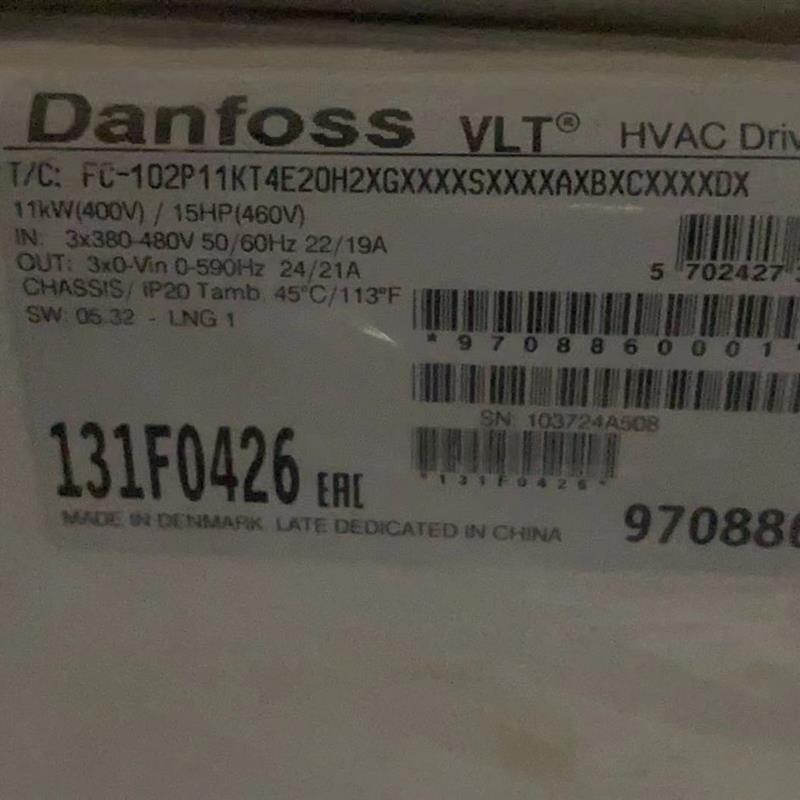 Danfoss VLT® HVAC Driv
T/C: FC-102P11KT4E20H2XGXXXXSXXXXAXBXCXXXXDX
11kW(400V) / 15HP(460V)
IN: 3x380-480V 50/60Hz 22/19A
OUT: 3x0-Vin 0-590Hz 24/21A
CHASSIS/ IP20 Tamb. 45°C/113°F
SW: 05.32 - LNG 1
5 702427
*9708860001
SN: 103724A508
131F0426 EAC
*131F0426*
MADE IN DENMARK. LATE DEDICATED IN CHINA
970886